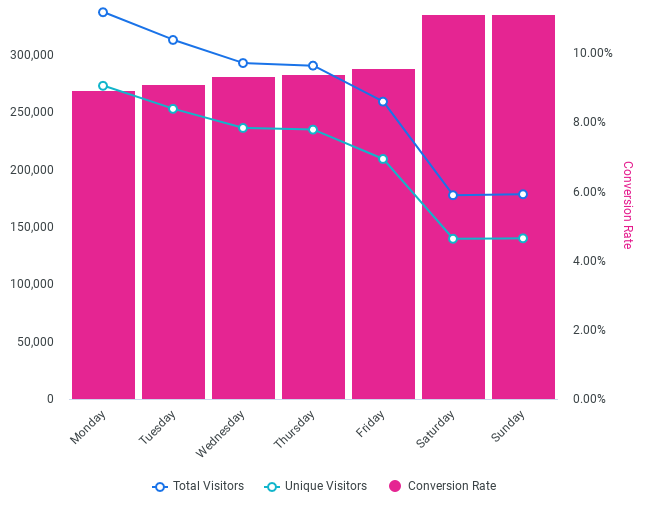 300,000
250,000
200,000
150,000
100,000
50,000
0
10.00%
8.00%
6.00%
4.00%
2.00%
0.00%
Conversion Rate
Monday
Tuesday
Wednesday
Thursday
Friday
Saturday
Sunday
Total Visitors
Unique Visitors
Conversion Rate